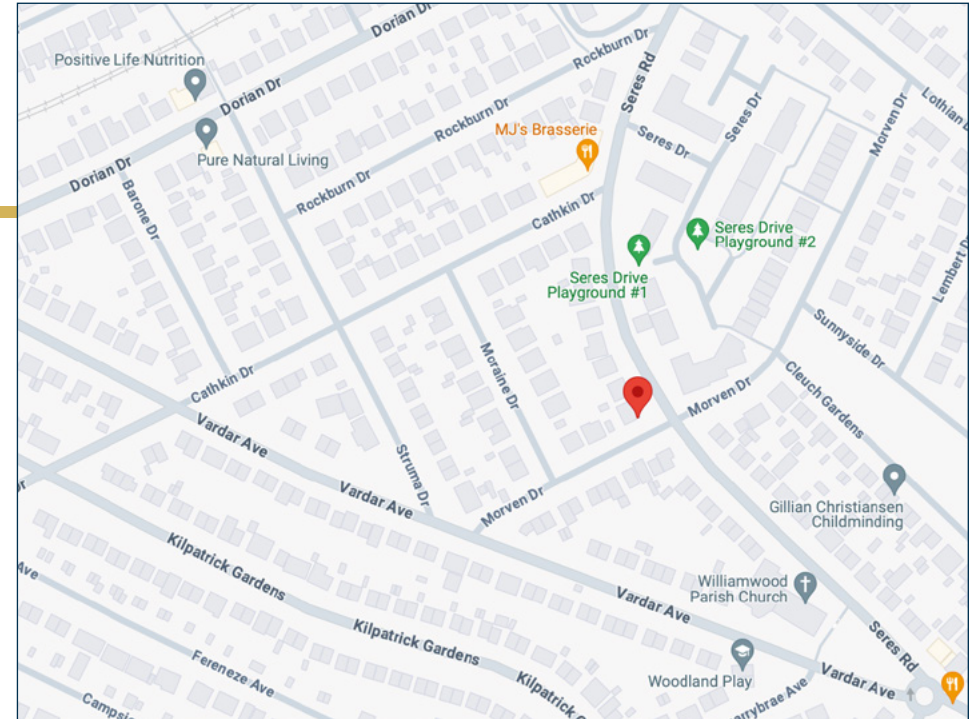 Dorian Dr
Positive Life Nutrition
Dorian Dr
Rockburn Dr
Seres Rd
Rockburn Dr
MJ's Brasserie
Seres Dr
Seres Dr
Morven Dr
Lothian
Pure Natural Living
Dorian Dr
Barone Dr
Rockburn Dr
Cathkin Dr
Seres Drive
Playground #2
Seres Drive
Playground #1
Lembert D
Sunnyside Dr
Moraine Dr
Cathkin Dr
Morven Dr
Cleuch Gardens
Vardar Ave
Struma Dr
Vardar Ave
Morven Dr
Gillian Christiansen
Childminding
Kilpatrick Gardens
Williamwood
Parish Church
Vardar Ave
Ave
Kilpatrick Gardens
Seres Rd
Fereneze Ave
Woodland Play
Vardar Ave
Kilpatrick G
rrybrae Ave
Campsi